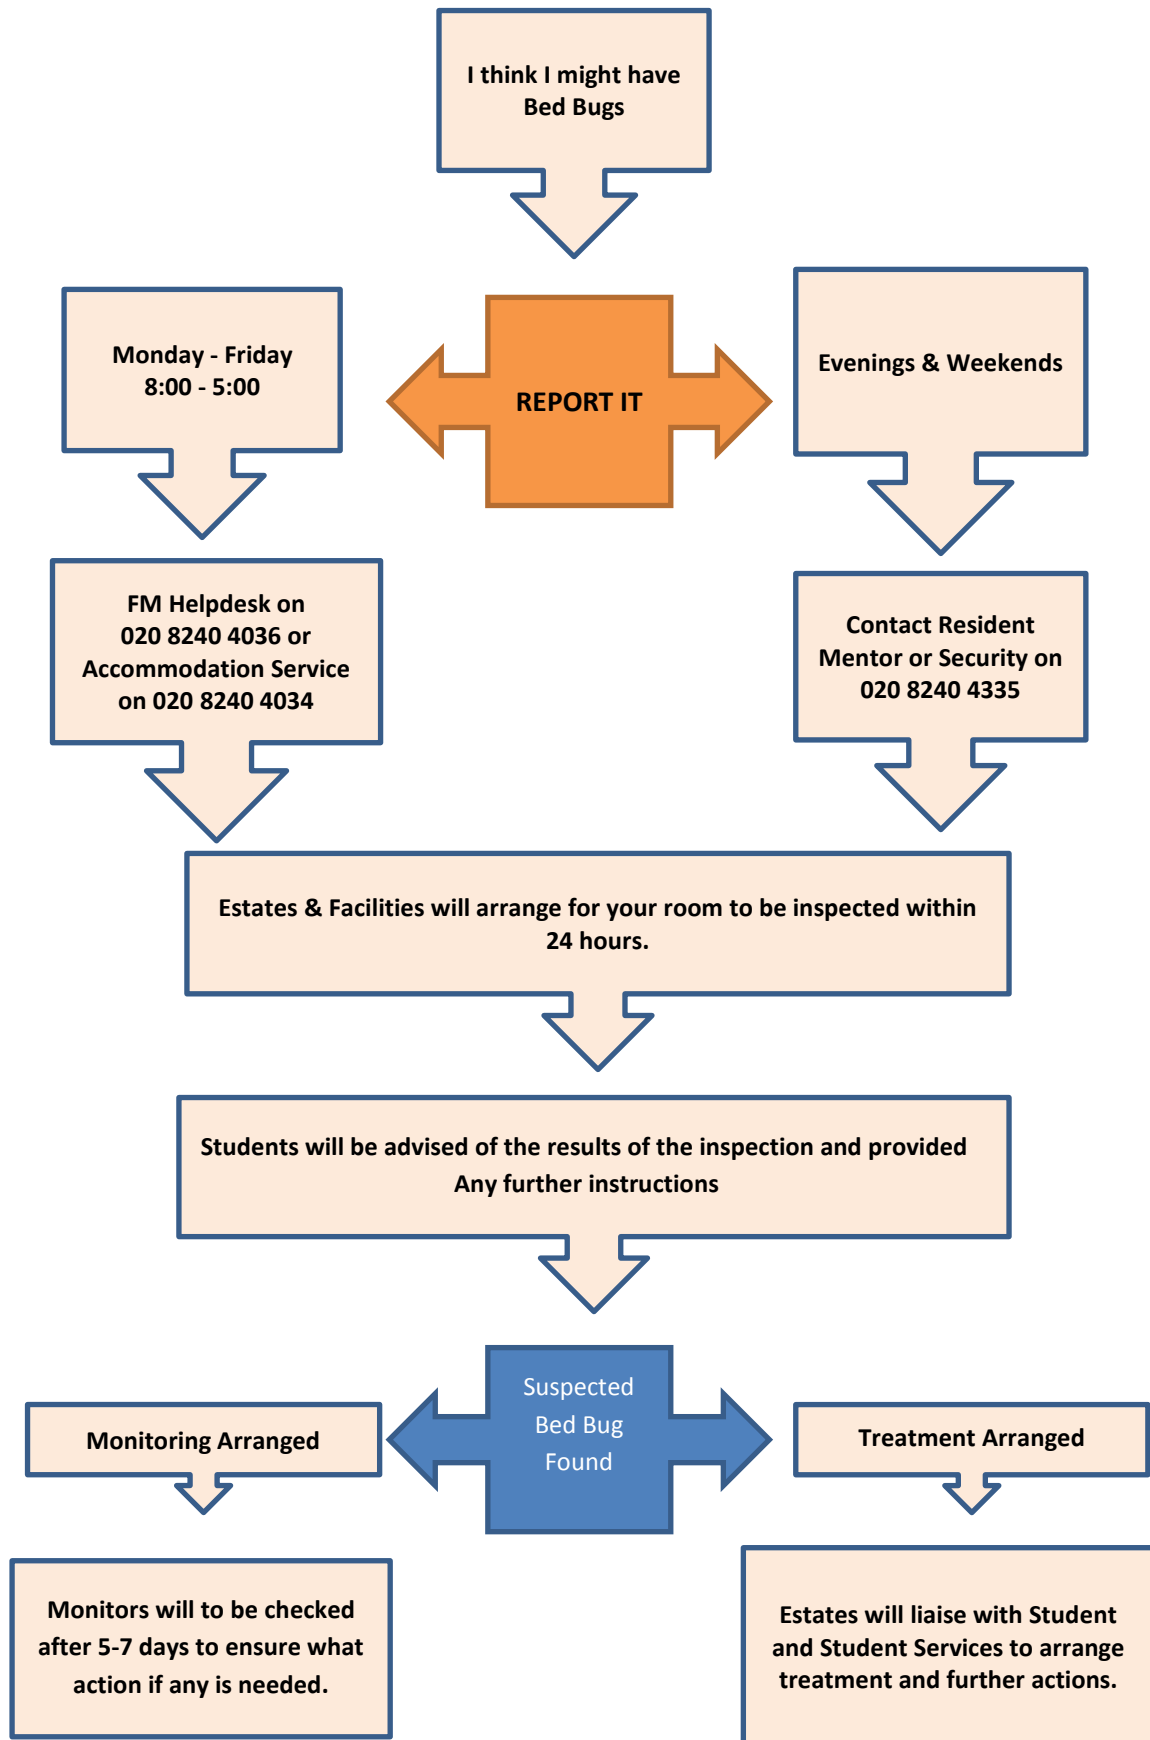 I think I might have
Bed Bugs
Monday - Friday
8:00 - 5:00
REPORT IT
Evenings & Weekends
FM Helpdesk on
020 8240 4036 or
Accommodation Service
on 020 8240 4034
Contact Resident
Mentor or Security on
020 8240 4335
Estates & Facilities will arrange for your room to be inspected within
24 hours.
Students will be advised of the results of the inspection and provided
Any further instructions
Suspected
Bed Bug
Found
Monitoring Arranged
Treatment Arranged
Monitors will to be checked
after 5-7 days to ensure what
action if any is needed.
Estates will liaise with Student
and Student Services to arrange
treatment and further actions.